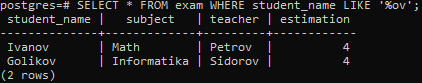 postgres=# SELECT * FROM exam WHERE student_name LIKE '%ov';
 student_name |   subject   | teacher | estimation
--------------+-------------+---------+------------
 Ivanov       | Math        | Petrov  |          4
 Golikov      | Informatika | Sidorov |          4
(2 rows)